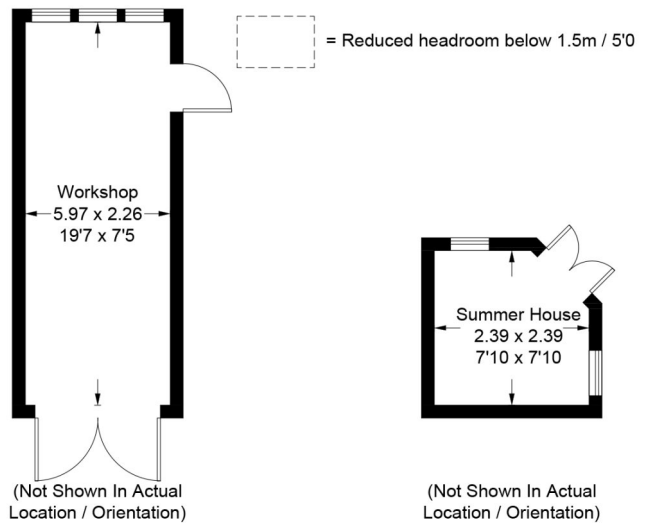 = Reduced headroom below 1.5m / 5'0
Workshop
5.97 x 2.26
19'7 x 7'5
Summer House
2.39 x 2.39
7'10 x 7'10
(Not Shown In Actual
Location / Orientation)
(Not Shown In Actual
Location / Orientation)